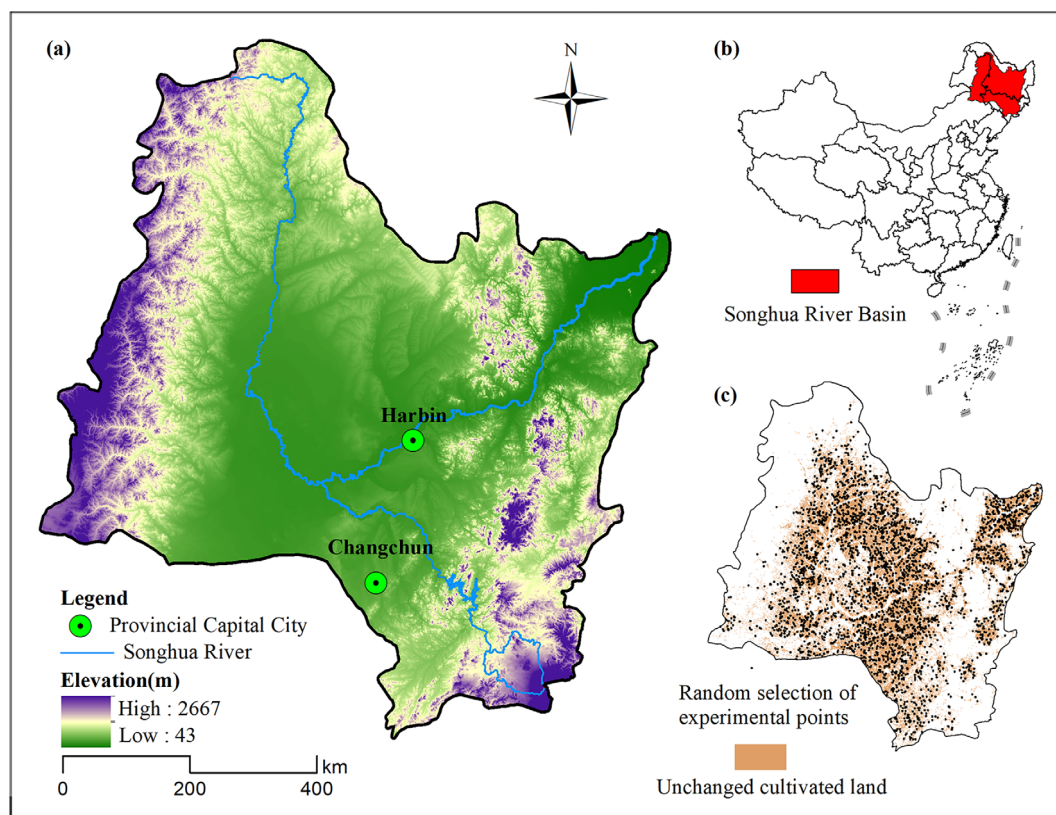 (a)
N
Harbin
Changchun
Legend
Provincial Capital City
Songhua River
Elevation(m)
High : 2667
Low : 43
km
0 200 400
(b)
Songhua River Basin
(c)
Random selection of
experimental points
Unchanged cultivated land